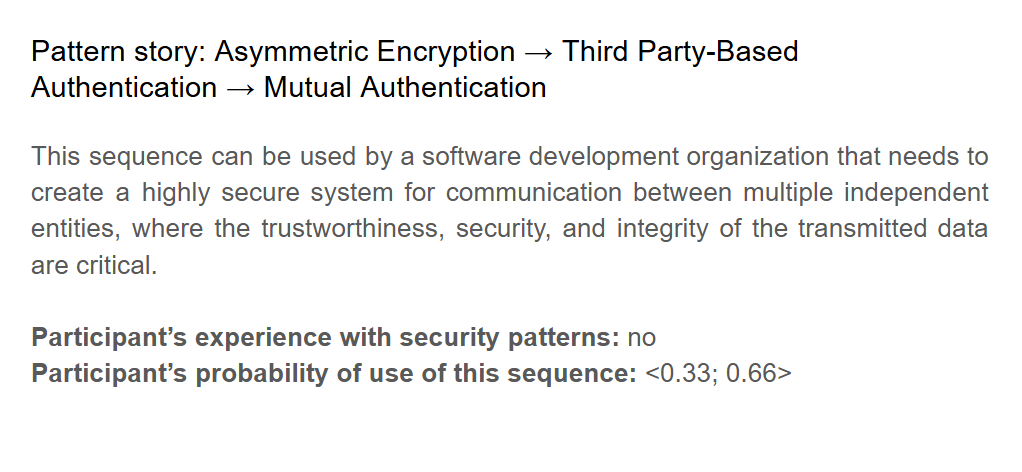 Pattern story: Asymmetric Encryption → Third Party-Based
Authentication → Mutual Authentication
This sequence can be used by a software development organization that needs to
create a highly secure system for communication between multiple independent
entities, where the trustworthiness, security, and integrity of the transmitted data
are critical.
Participant’s experience with security patterns: no
Participant’s probability of use of this sequence: <0.33; 0.66>